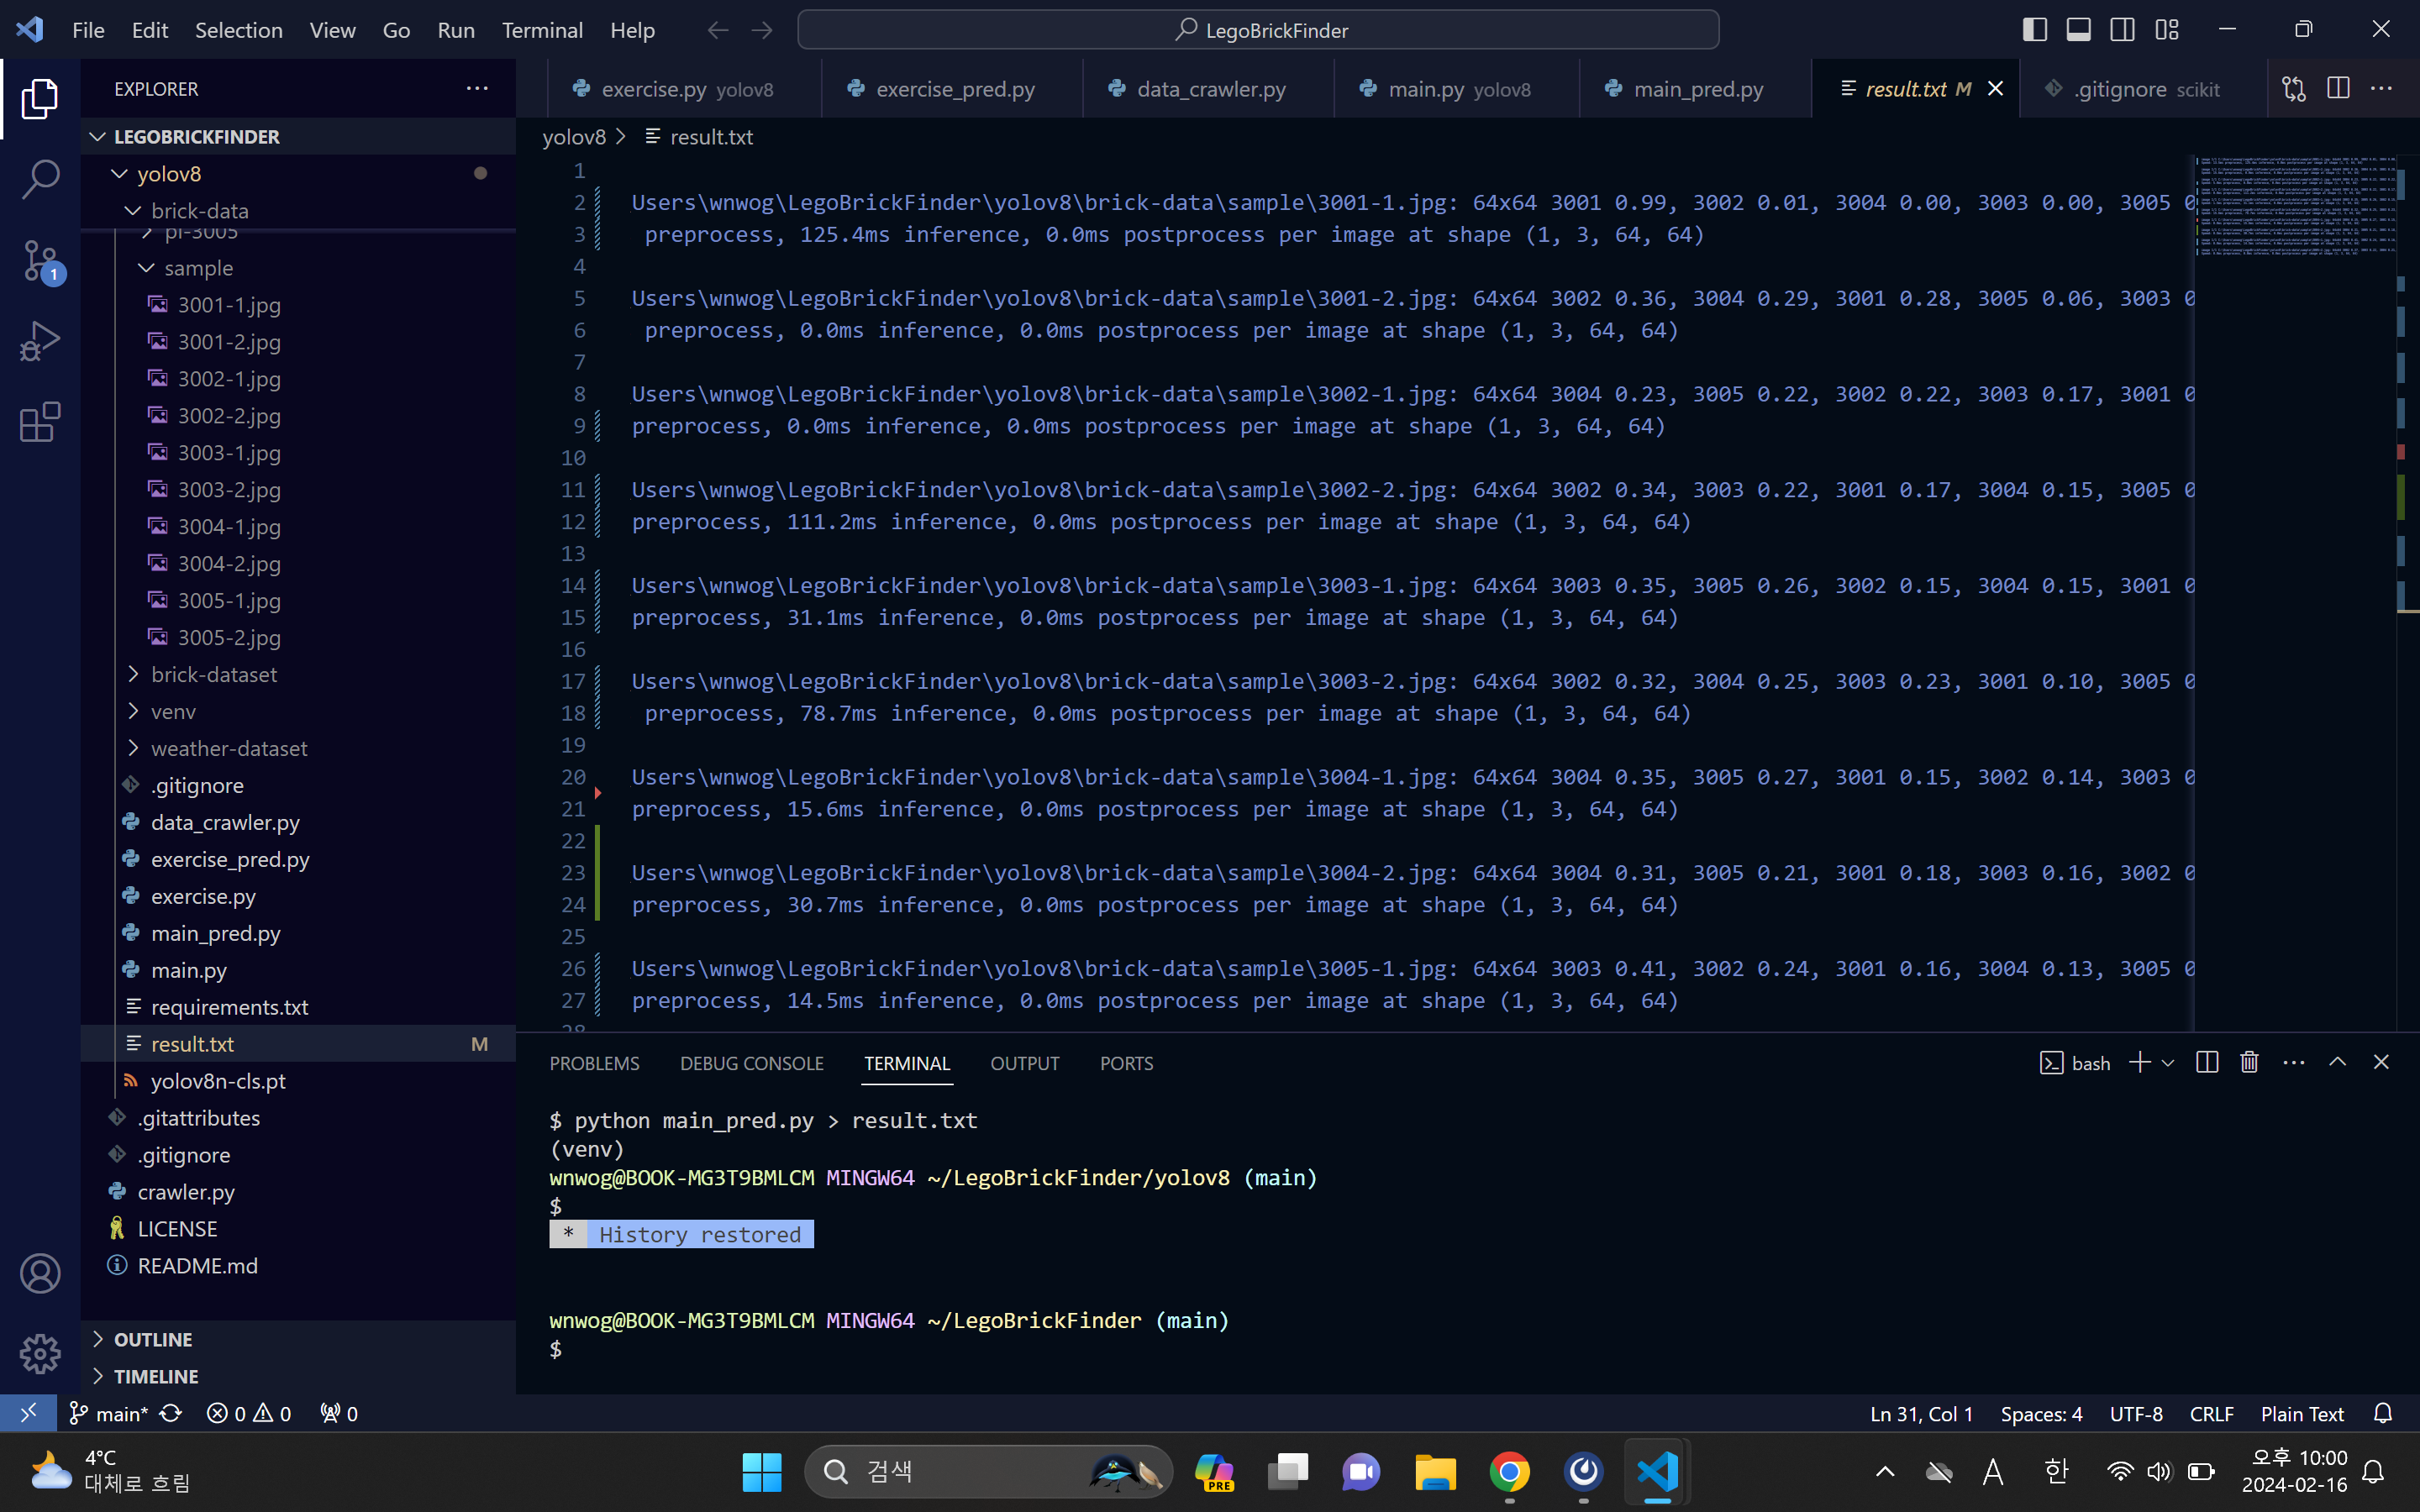 File Edit Selection View Go Run Terminal Help
LegoBrickFinder
EXPLORER
LEGOBRICKFINDER
yolov8
brick-data
pl-3005
sample
3001-1.jpg
3001-2.jpg
3002-1.jpg
3002-2.jpg
3003-1.jpg
3003-2.jpg
3004-1.jpg
3004-2.jpg
3005-1.jpg
3005-2.jpg
brick-dataset
venv
weather-dataset
.gitignore
data_crawler.py
exercise_pred.py
exercise.py
main_pred.py
main.py
requirements.txt
result.txt M
yolov8n-cls.pt
.gitattributes
.gitignore
crawler.py
LICENSE
README.md
OUTLINE
TIMELINE
1
exercise.py yolov8 exercise_pred.py data_crawler.py main.py yolov8 main_pred.py result.txt M .gitignore scikit
yolov8 > result.txt
1
2 Users\wnwog\LegoBrickFinder\yolov8\brick-data\sample\3001-1.jpg: 64x64 3001 0.99, 3002 0.01, 3004 0.00, 3003 0.00, 3005 0
3 preprocess, 125.4ms inference, 0.0ms postprocess per image at shape (1, 3, 64, 64)
4
5 Users\wnwog\LegoBrickFinder\yolov8\brick-data\sample\3001-2.jpg: 64x64 3002 0.36, 3004 0.29, 3001 0.28, 3005 0.06, 3003 0
6 preprocess, 0.0ms inference, 0.0ms postprocess per image at shape (1, 3, 64, 64)
7
8 Users\wnwog\LegoBrickFinder\yolov8\brick-data\sample\3002-1.jpg: 64x64 3004 0.23, 3005 0.22, 3002 0.22, 3003 0.17, 3001 0
9 preprocess, 0.0ms inference, 0.0ms postprocess per image at shape (1, 3, 64, 64)
10
11 Users\wnwog\LegoBrickFinder\yolov8\brick-data\sample\3002-2.jpg: 64x64 3002 0.34, 3003 0.22, 3001 0.17, 3004 0.15, 3005 0
12 preprocess, 111.2ms inference, 0.0ms postprocess per image at shape (1, 3, 64, 64)
13
14 Users\wnwog\LegoBrickFinder\yolov8\brick-data\sample\3003-1.jpg: 64x64 3003 0.35, 3005 0.26, 3002 0.15, 3004 0.15, 3001 0
15 preprocess, 31.1ms inference, 0.0ms postprocess per image at shape (1, 3, 64, 64)
16
17 Users\wnwog\LegoBrickFinder\yolov8\brick-data\sample\3003-2.jpg: 64x64 3002 0.32, 3004 0.25, 3003 0.23, 3001 0.10, 3005 0
18 preprocess, 78.7ms inference, 0.0ms postprocess per image at shape (1, 3, 64, 64)
19
20 Users\wnwog\LegoBrickFinder\yolov8\brick-data\sample\3004-1.jpg: 64x64 3004 0.35, 3005 0.27, 3001 0.15, 3002 0.14, 3003 0
21 preprocess, 15.6ms inference, 0.0ms postprocess per image at shape (1, 3, 64, 64)
22
23 Users\wnwog\LegoBrickFinder\yolov8\brick-data\sample\3004-2.jpg: 64x64 3004 0.31, 3005 0.21, 3001 0.18, 3003 0.16, 3002 0
24 preprocess, 30.7ms inference, 0.0ms postprocess per image at shape (1, 3, 64, 64)
25
26 Users\wnwog\LegoBrickFinder\yolov8\brick-data\sample\3005-1.jpg: 64x64 3003 0.41, 3002 0.24, 3001 0.16, 3004 0.13, 3005 0
27 preprocess, 14.5ms inference, 0.0ms postprocess per image at shape (1, 3, 64, 64)
28
PROBLEMS DEBUG CONSOLE TERMINAL OUTPUT PORTS
bash
$ python main_pred.py > result.txt
(venv)
wnwog@BOOK-MG3T9BMLCM MINGW64 ~/LegoBrickFinder/yolov8 (main)
$
* History restored
wnwog@BOOK-MG3T9BMLCM MINGW64 ~/LegoBrickFinder (main)
$
main* 0 0 0
Ln 31, Col 1 Spaces: 4 UTF-8 CRLF Plain Text
4°C
대체로 흐림
검색
PRE
A 한
오후 10:00
2024-02-16